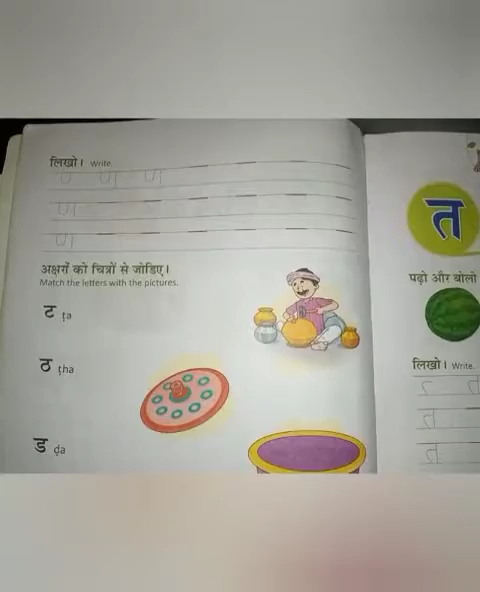 लिखो। Write.
ण ण ण
ण
ण
अक्षरों को चित्रों से जोडिए।
Match the letters with the pictures.
ट ṭa
ठ ṭha
ड ḍa
त
पढ़ो और बोलो
लिखो। Write.
त
त
त